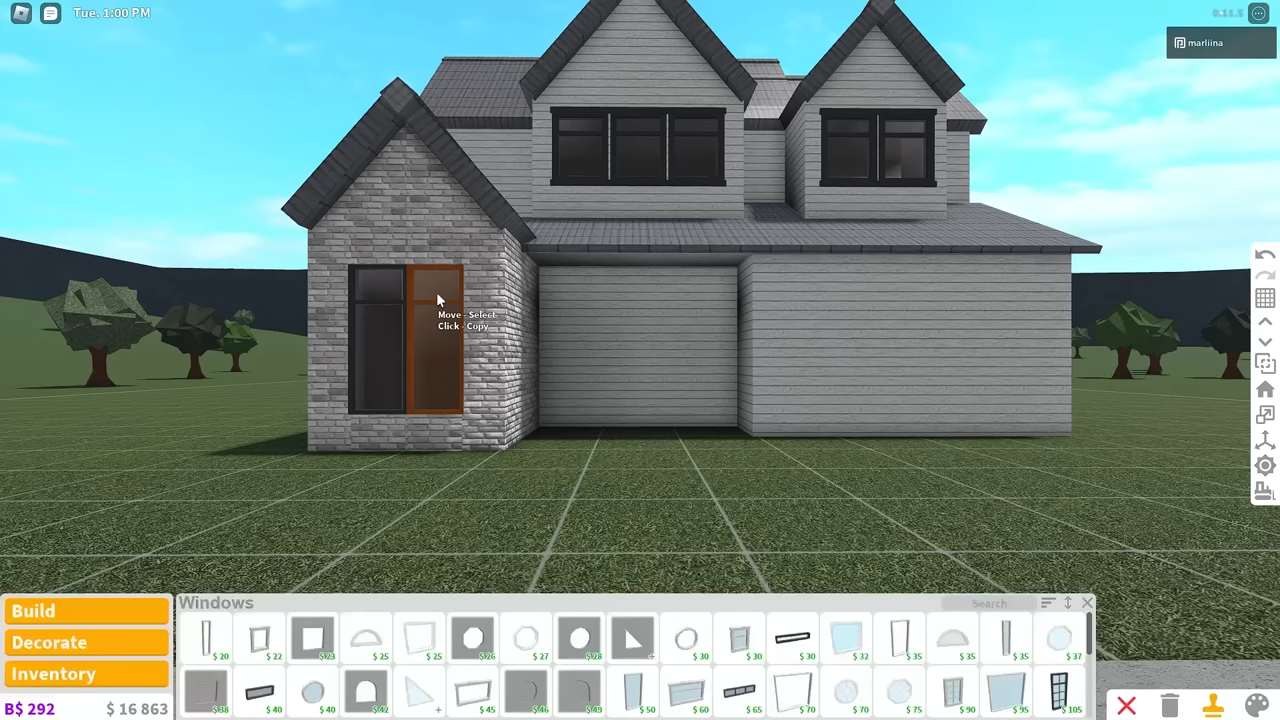 Tue. 1:00 PM
marliina
Move - Select
Click - Copy
Build
Decorate
Inventory
B$ 292
$ 16 863
Windows
Search
$ 20
$ 22
$ 23
$ 25
$ 25
$ 26
$ 27
$ 28
$ 30
$ 30
$ 30
$ 32
$ 35
$ 35
$ 35
$ 37
$ 38
$ 40
$ 40
$ 42
$ 45
$ 46
$ 49
$ 50
$ 60
$ 65
$ 70
$ 70
$ 75
$ 90
$ 95
$ 105